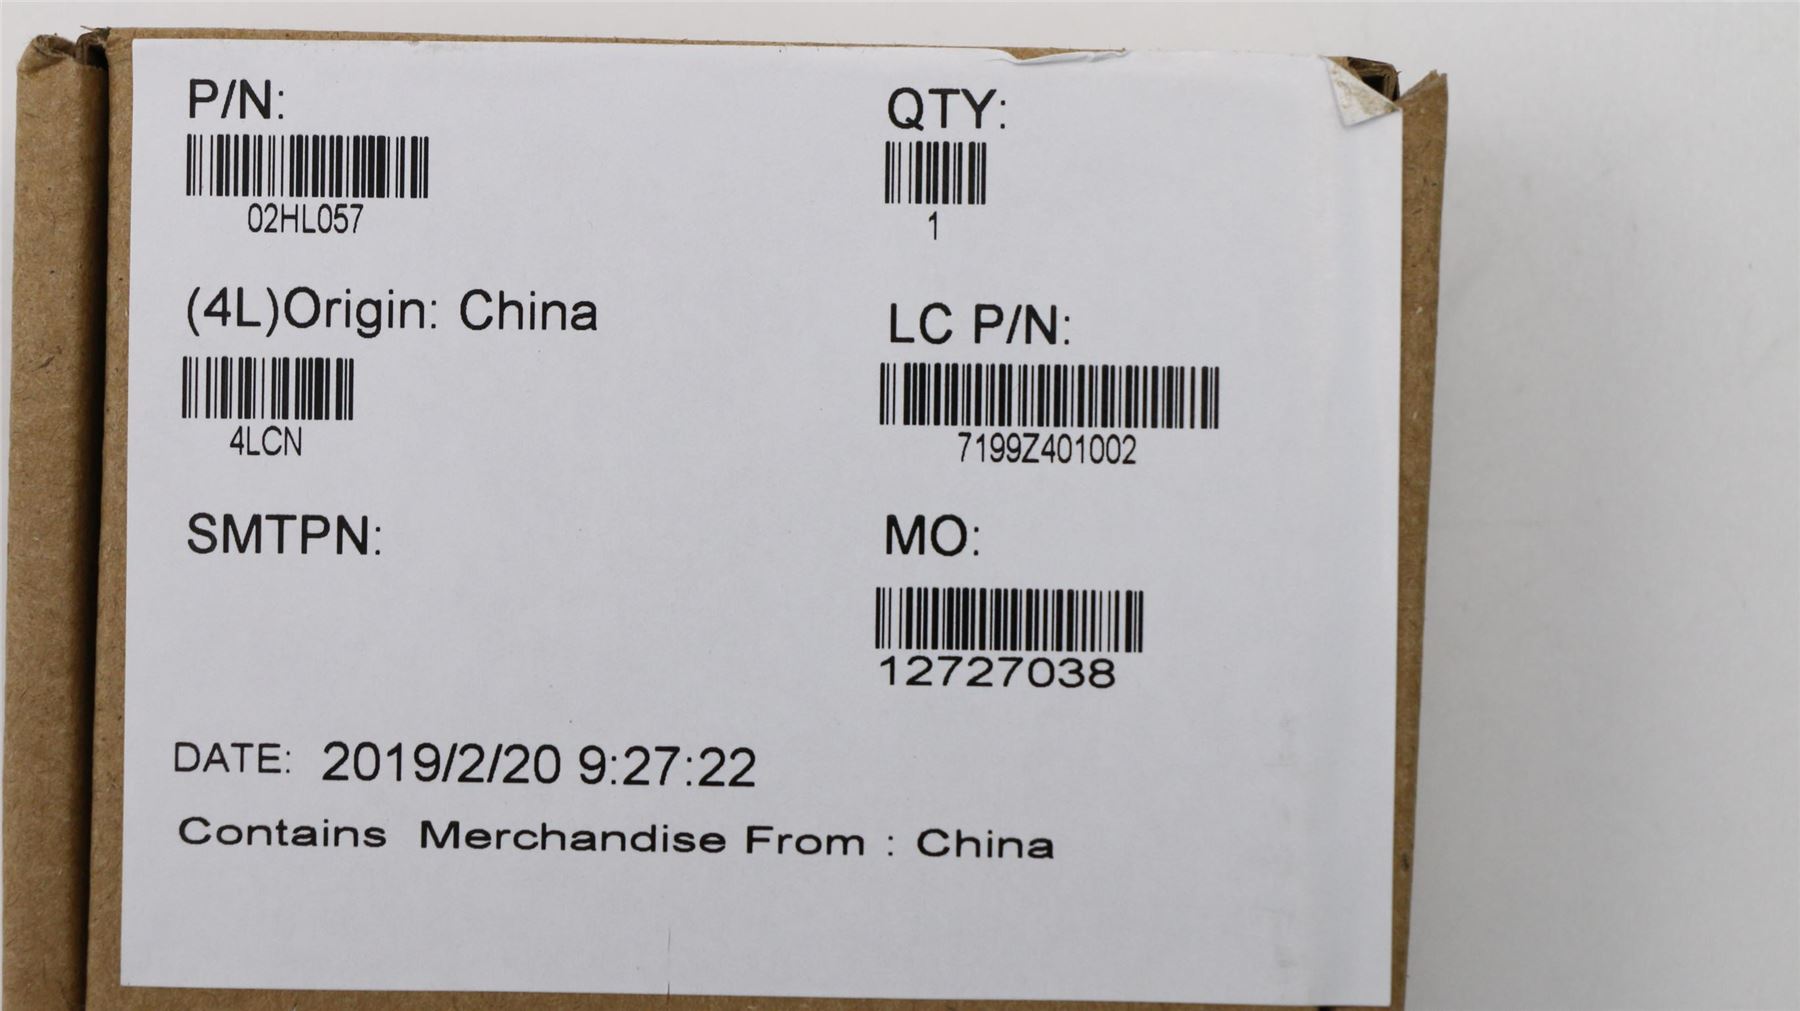 P/N:
02HL057
QTY:
1
(4L)Origin: China
4LCN
LC P/N:
7199Z401002
SMTPN:
MO:
12727038
DATE: 2019/2/20 9:27:22
Contains Merchandise From : China